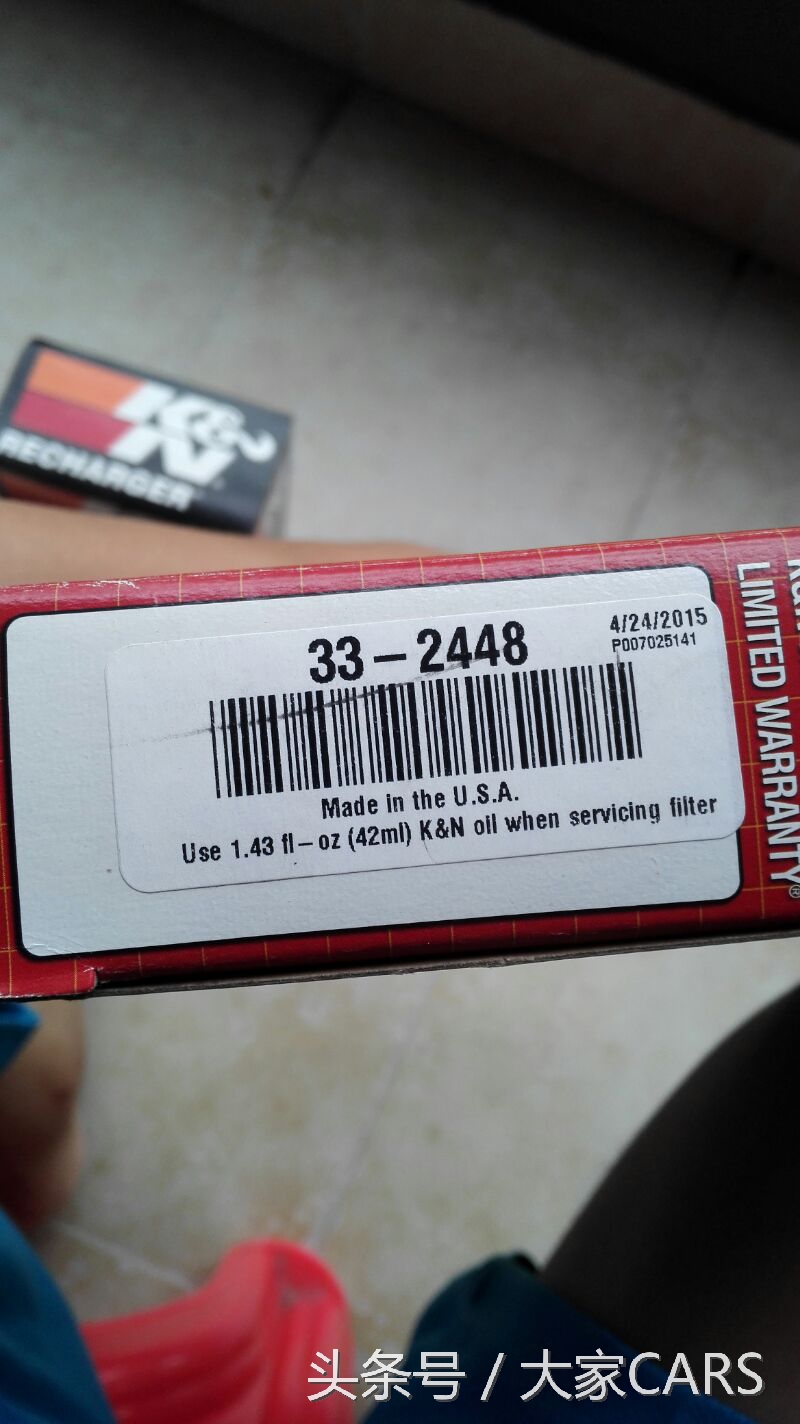 K&N
RECHARGER
33-2448
4/24/2015
P007025141
Made in the U.S.A.
Use 1.43 fl-oz (42ml) K&N oil when servicing filter
LIMITED WARRANTY®
头条号 / 大家CARS